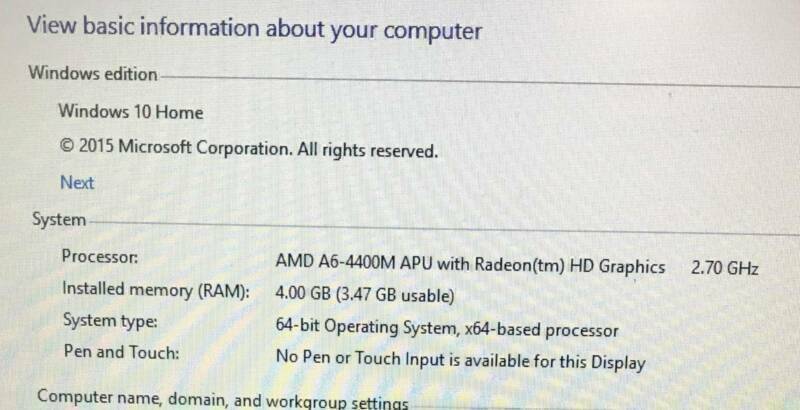 View basic information about your computer
Windows edition
Windows 10 Home
© 2015 Microsoft Corporation. All rights reserved.
Next
System
Processor: AMD A6-4400M APU with Radeon(tm) HD Graphics 2.70 GHz
Installed memory (RAM): 4.00 GB (3.47 GB usable)
System type: 64-bit Operating System, x64-based processor
Pen and Touch: No Pen or Touch Input is available for this Display
Computer name, domain, and workgroup settings